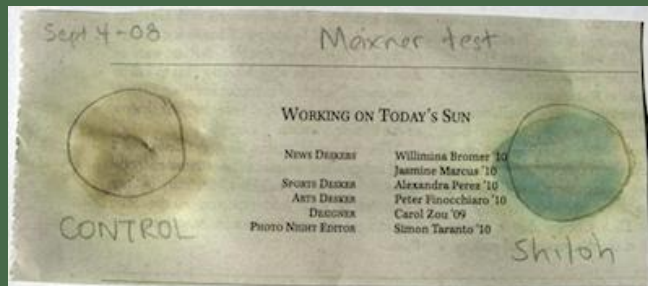 Sept 4-08 Meixner test
WORKING ON TODAY'S SUN
NEWS DESKERS Willimina Bromer '10
Jasmine Marcus '10
SPORTS DESKER Alexandra Perez '10
ARTS DESKER Peter Finocchiaro '10
DESIGNER Carol Zou '09
PHOTO NIGHT EDITOR Simon Taranto '10
CONTROL Shiloh